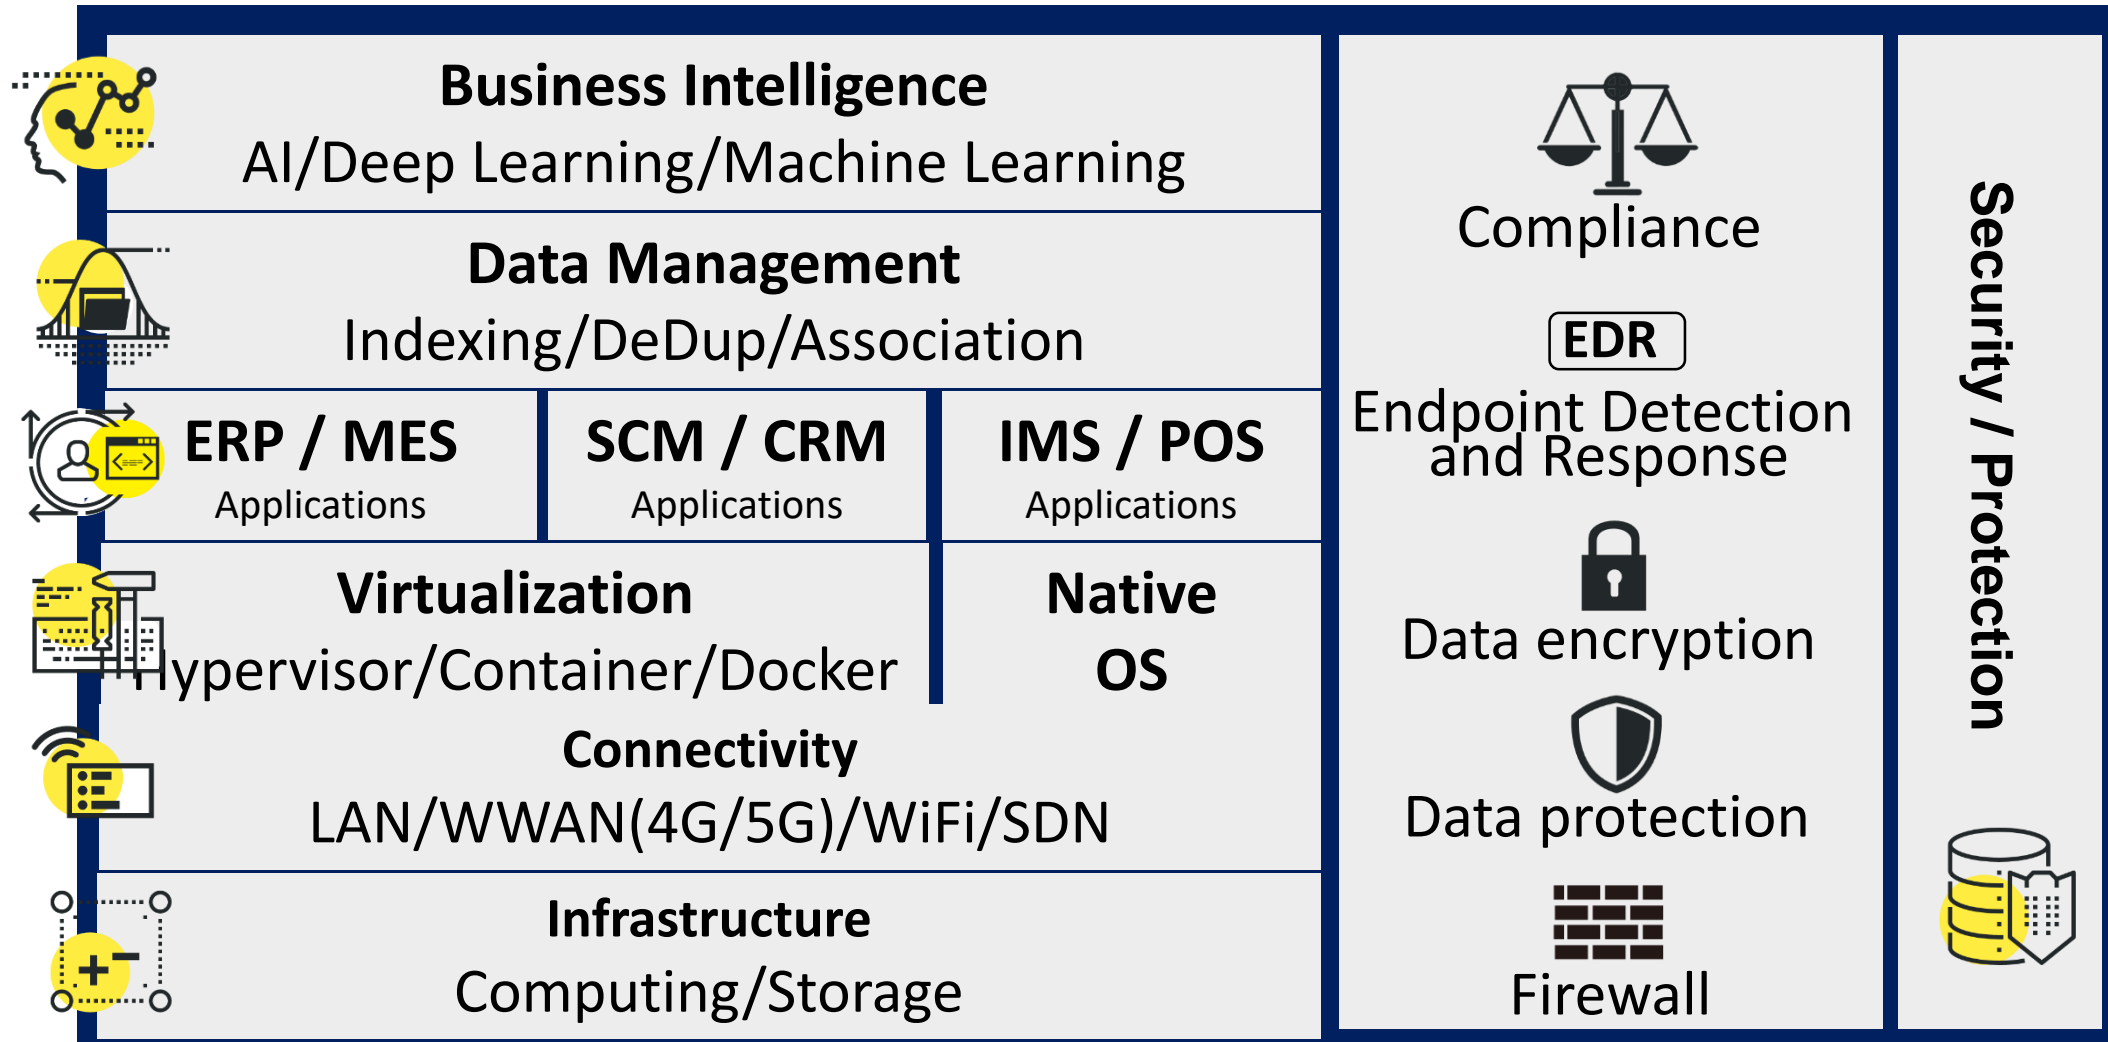 Business Intelligence
AI/Deep Learning/Machine Learning
Data Management
Indexing/DeDup/Association
ERP / MES
Applications
SCM / CRM
Applications
IMS / POS
Applications
Virtualization
Hypervisor/Container/Docker
Native
OS
Connectivity
LAN/WWAN(4G/5G)/WiFi/SDN
Infrastructure
Computing/Storage
Compliance
EDR
Endpoint Detection
and Response
Data encryption
Data protection
Firewall
Security / Protection